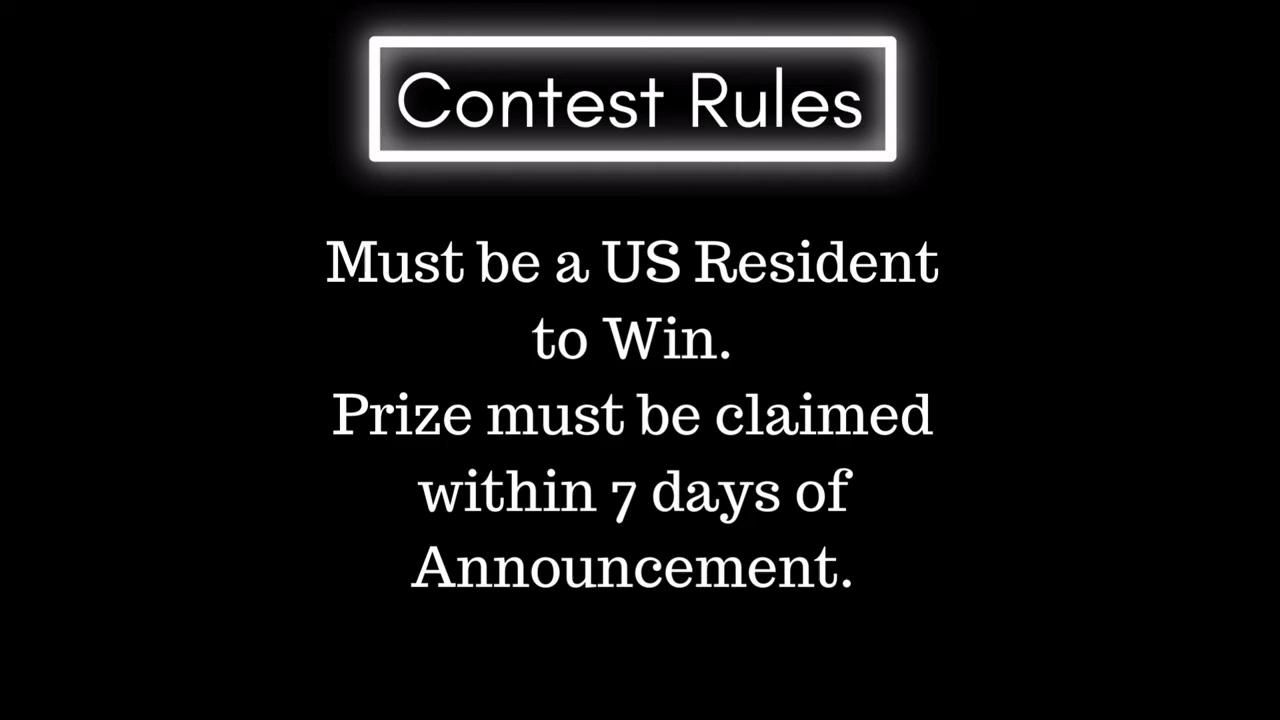 Contest Rules
Must be a US Resident
to Win.
Prize must be claimed
within 7 days of
Announcement.